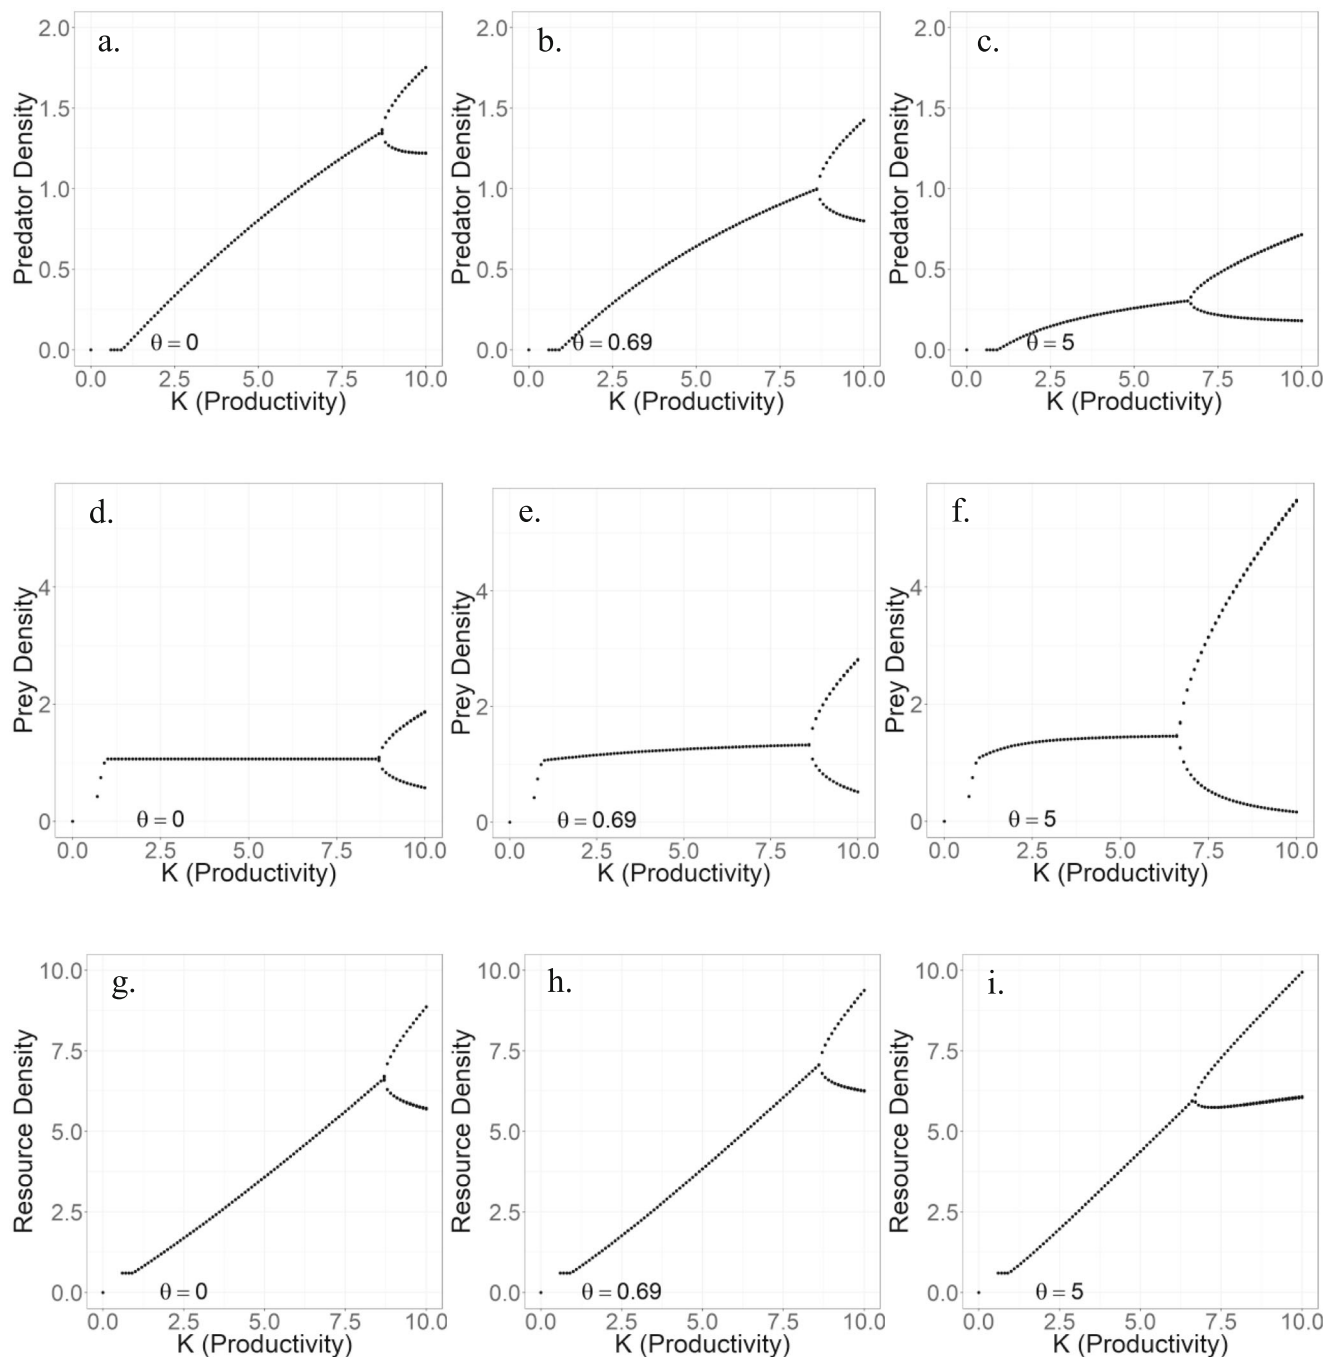 a.
b.
c.
2.0
1.5
1.0
0.5
0.0
Predator Density
θ = 0
0.0 2.5 5.0 7.5 10.0
K (Productivity)
2.0
1.5
1.0
0.5
0.0
Predator Density
θ = 0.69
0.0 2.5 5.0 7.5 10.0
K (Productivity)
2.0
1.5
1.0
0.5
0.0
Predator Density
θ = 5
0.0 2.5 5.0 7.5 10.0
K (Productivity)
d.
e.
f.
4
2
0
Prey Density
θ = 0
0.0 2.5 5.0 7.5 10.0
K (Productivity)
4
2
0
Prey Density
θ = 0.69
0.0 2.5 5.0 7.5 10.0
K (Productivity)
4
2
0
Prey Density
θ = 5
0.0 2.5 5.0 7.5 10.0
K (Productivity)
g.
h.
i.
10.0
7.5
5.0
2.5
0.0
Resource Density
θ = 0
0.0 2.5 5.0 7.5 10.0
K (Productivity)
10.0
7.5
5.0
2.5
0.0
Resource Density
θ = 0.69
0.0 2.5 5.0 7.5 10.0
K (Productivity)
10.0
7.5
5.0
2.5
0.0
Resource Density
θ = 5
0.0 2.5 5.0 7.5 10.0
K (Productivity)